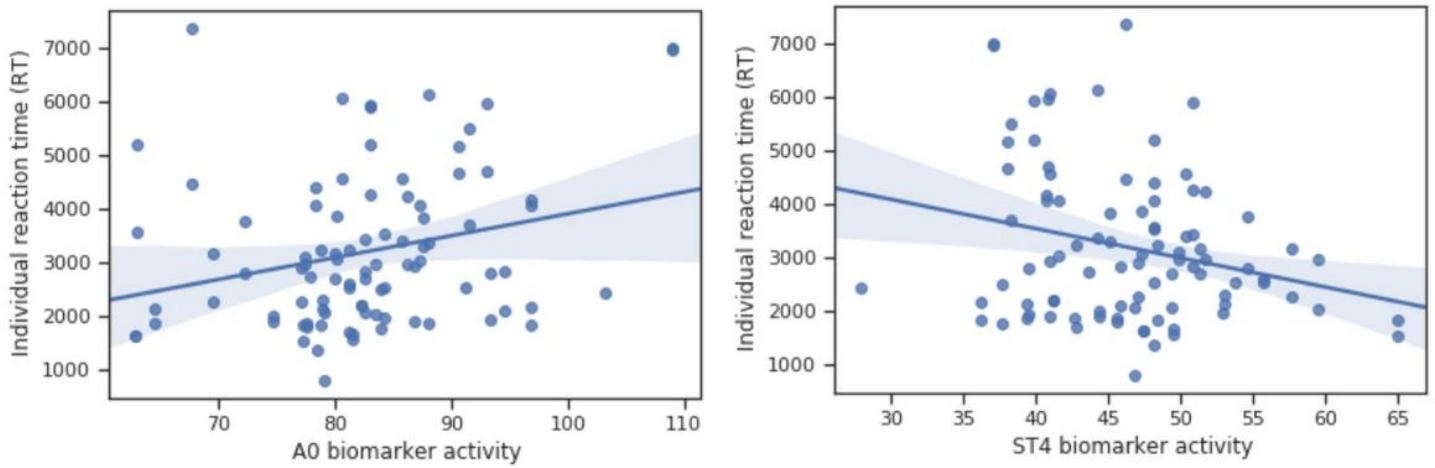 Individual reaction time (RT)
7000
6000
5000
4000
3000
2000
1000
70 80 90 100 110
A0 biomarker activity
Individual reaction time (RT)
7000
6000
5000
4000
3000
2000
1000
30 35 40 45 50 55 60 65
ST4 biomarker activity